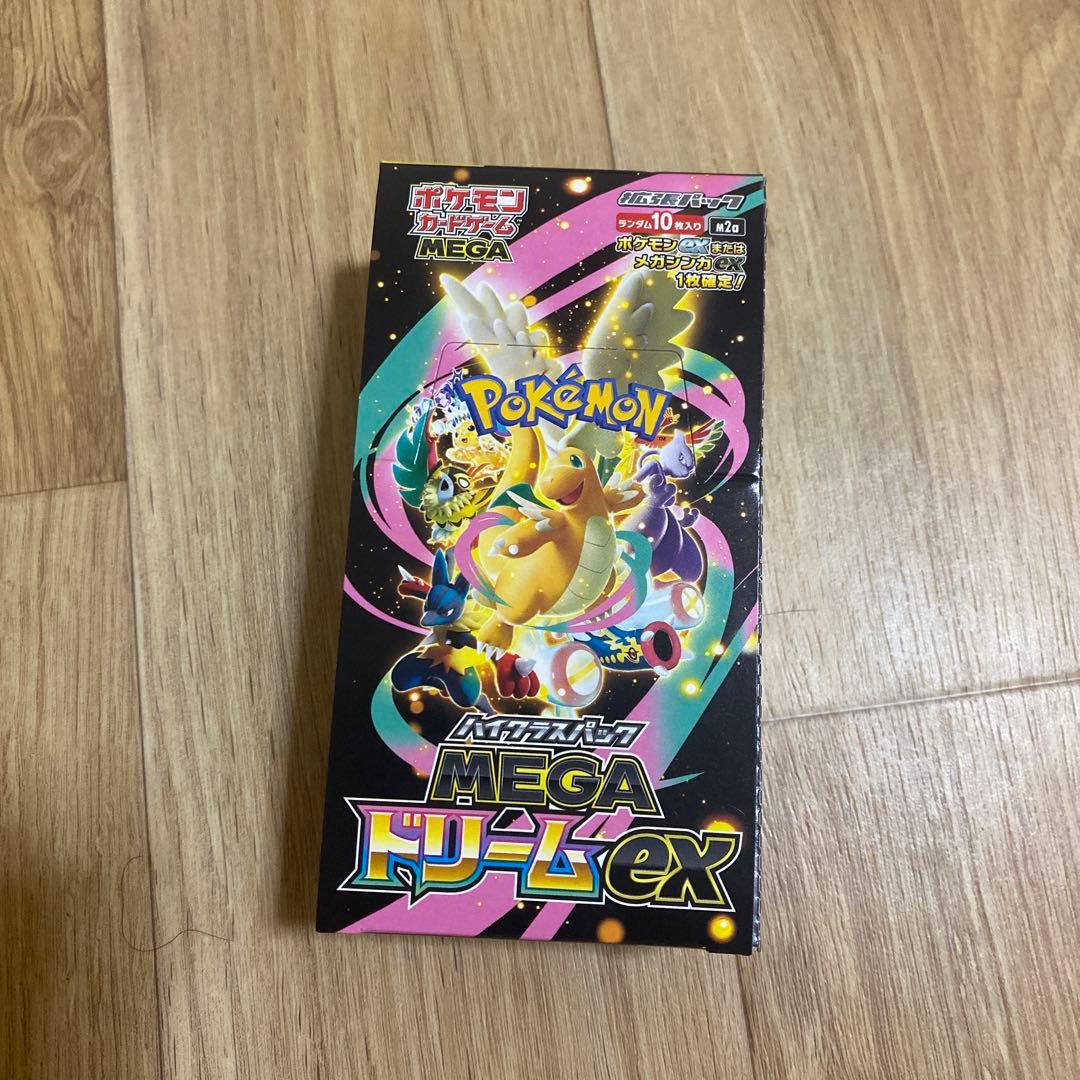 ポケモン
カードゲーム
MEGA
拡張パック
ランダム10枚入り M2a
ポケモンexまたは
メガシンカex
1枚確定!
POKéMON
ハイクラスパック
MEGA
ドリームex